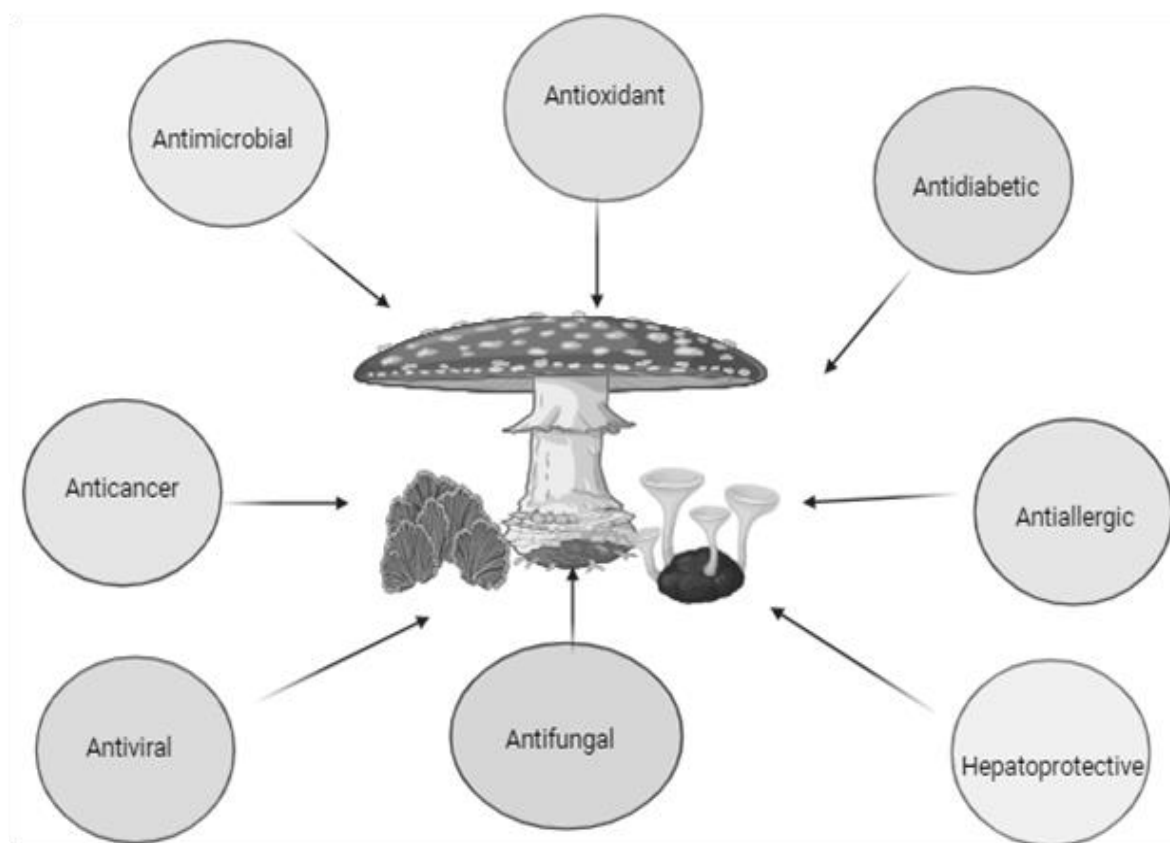 Antimicrobial
Antioxidant
Antidiabetic
Anticancer
Antiallergic
Antiviral
Antifungal
Hepatoprotective